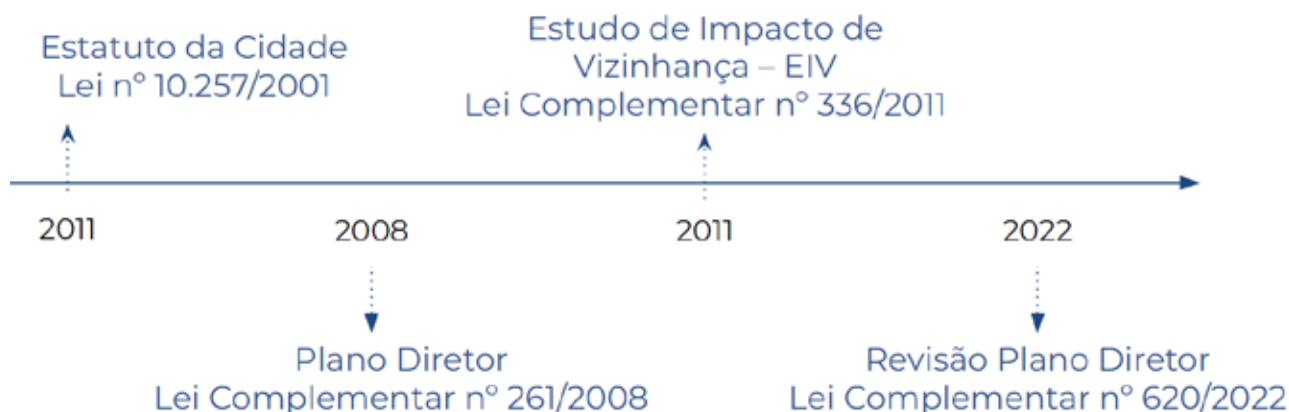 Estatuto da Cidade
Lei nº 10.257/2001
Estudo de Impacto de
Vizinhança – EIV
Lei Complementar nº 336/2011
2011
2008
2011
2022
Plano Diretor
Lei Complementar nº 261/2008
Revisão Plano Diretor
Lei Complementar nº 620/2022